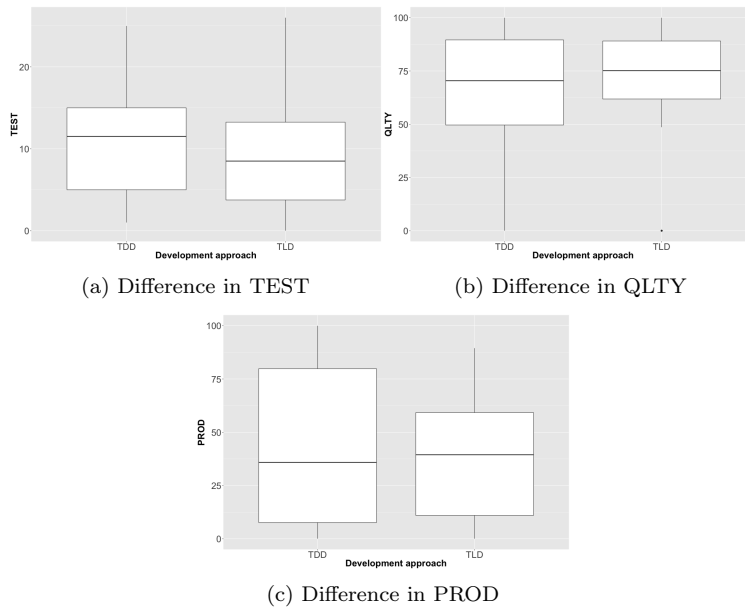 TEST
20
10
0
TDD
TLD
Development approach
(a) Difference in TEST
QLTY
100
75
50
25
0
TDD
TLD
Development approach
(b) Difference in QLTY
PROD
100
75
50
25
0
TDD
TLD
Development approach
(c) Difference in PROD